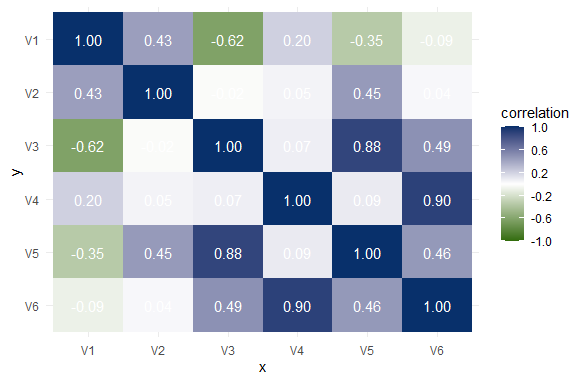 V1 1.00 0.43 -0.62 0.20 -0.35 -0.09
V2 0.43 1.00 0.05 0.45 0.04
V3 -0.62 1.00 0.07 0.88 0.49
V4 0.20 0.05 0.07 1.00 0.09 0.90
V5 -0.35 0.45 0.88 0.09 1.00 0.46
V6 -0.09 0.04 0.49 0.90 0.46 1.00
V1 V2 V3 V4 V5 V6
x
y
correlation
1.0
0.6
0.2
-0.2
-0.6
-1.0